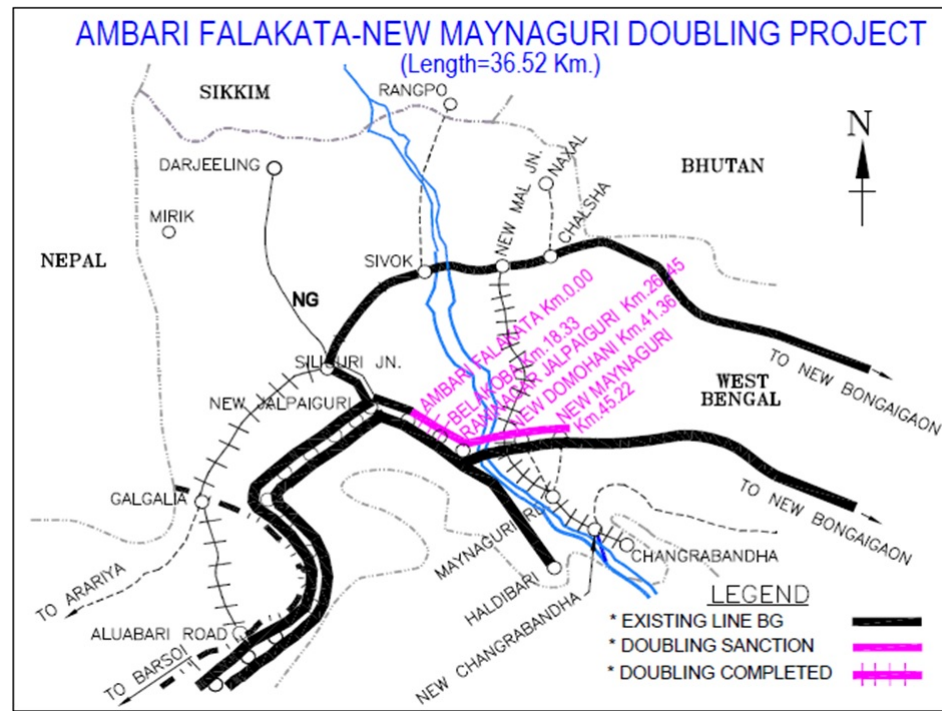 AMBARI FALAKATA-NEW MAYNAGURI DOUBLING PROJECT
(Length=36.52 Km.)
SIKKIM
RANGPO
N
DARJEELING
BHUTAN
NAXAL
NEW MAL JN.
CHALSHA
MIRIK
NEPAL
SIVOK
NG
AMBARI FALAKATA Km.0.00
BELAKOBA Km.18.33
RANINAGAR JALPAIGURI Km.26.45
NEW DOMOHANI Km.41.36
NEW MAYNAGURI
Km.45.22
SILIGURI JN.
TO NEW BONGAIGAON
WEST
BENGAL
NEW JALPAIGURI
TO NEW BONGAIGAON
GALGALIA
MAYNAGURI RD.
CHANGRABANDHA
TO ARARIYA
HALDIBARI
NEW CHANGRABANDHA
ALUABARI ROAD
TO BARSOI
LEGEND
* EXISTING LINE BG
* DOUBLING SANCTION
* DOUBLING COMPLETED